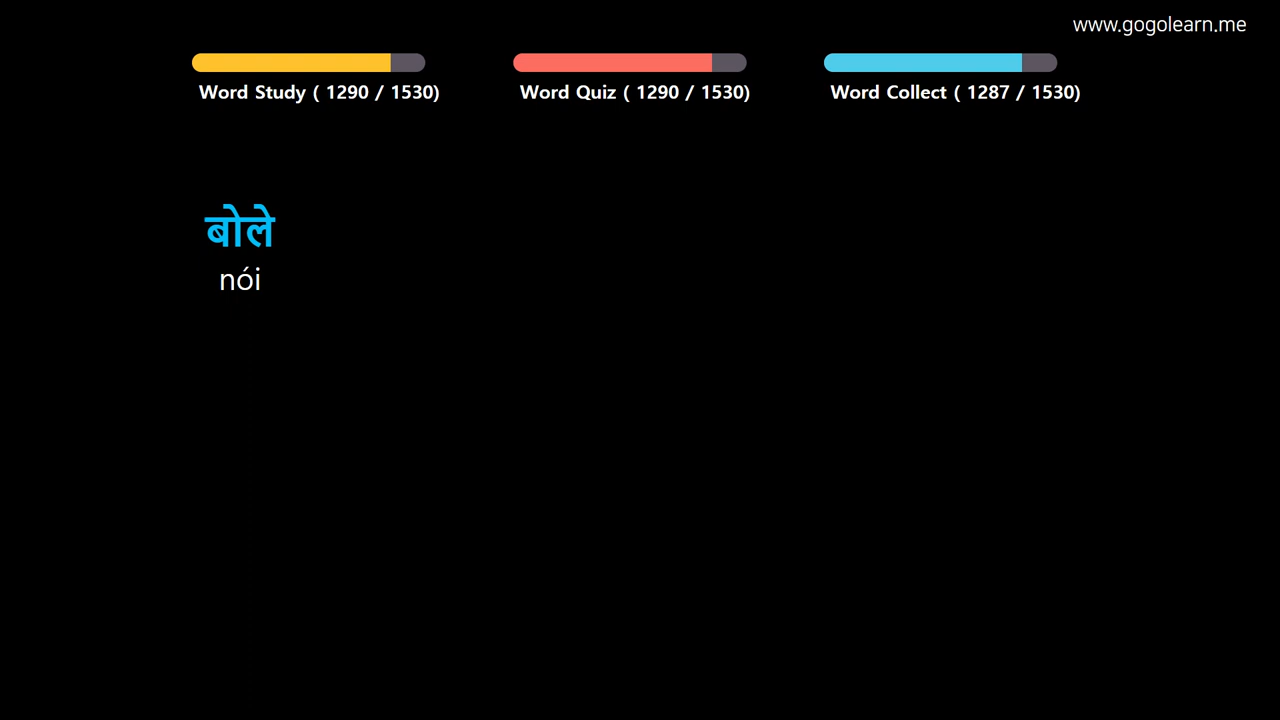 www.gogolearn.me
Word Study ( 1290 / 1530)
Word Quiz ( 1290 / 1530)
Word Collect ( 1287 / 1530)
बोले
nói